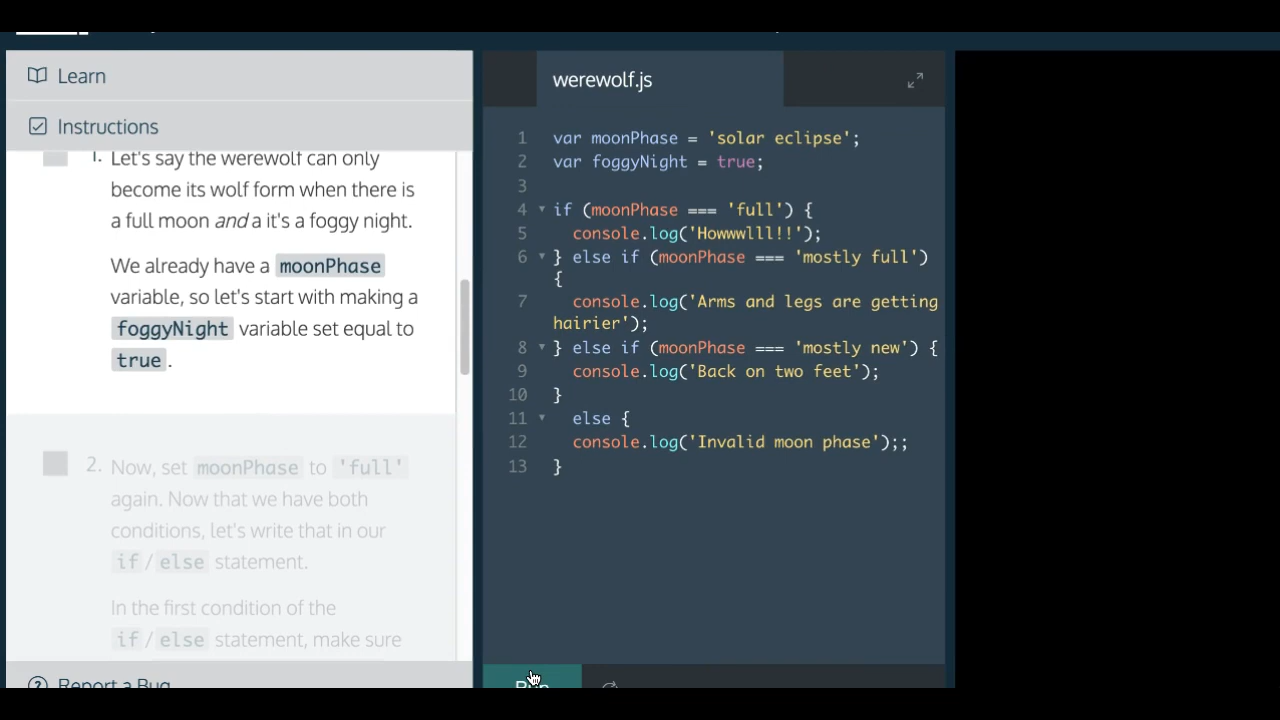 Learn
Instructions
1. Let's say the werewolf can only
become its wolf form when there is
a full moon and a it's a foggy night.
We already have a moonPhase
variable, so let's start with making a
foggyNight variable set equal to
true.
2. Now, set moonPhase to 'full'
again. Now that we have both
conditions, let's write that in our
if / else statement.
In the first condition of the
if / else statement, make sure
Report a Bug
werewolf.js
1 var moonPhase = 'solar eclipse';
2 var foggyNight = true;
3
4 if (moonPhase === 'full') {
5 console.log('Howwwlll!!');
6 } else if (moonPhase === 'mostly full')
{
7 console.log('Arms and legs are getting
hairier');
8 } else if (moonPhase === 'mostly new') {
9 console.log('Back on two feet');
10 }
11 else {
12 console.log('Invalid moon phase');;
13 }
Run